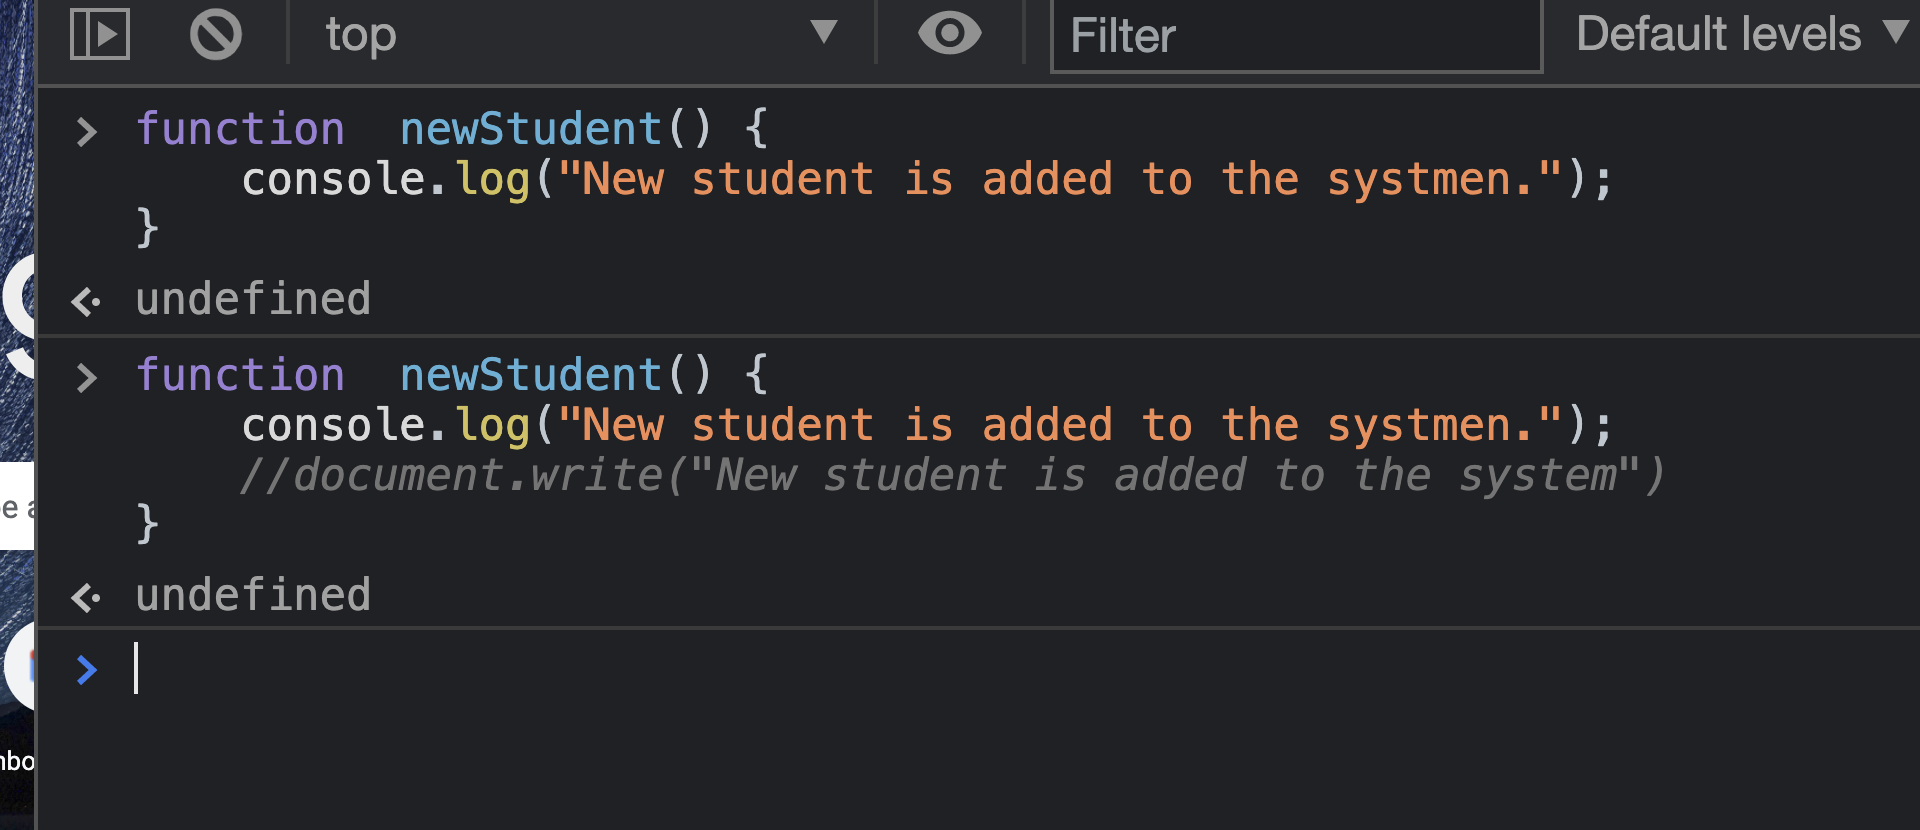 top Filter Default levels
function  newStudent() {
    console.log("New student is added to the systmen.");
}
undefined
function  newStudent() {
    console.log("New student is added to the systmen.");
    //document.write("New student is added to the system")
}
undefined